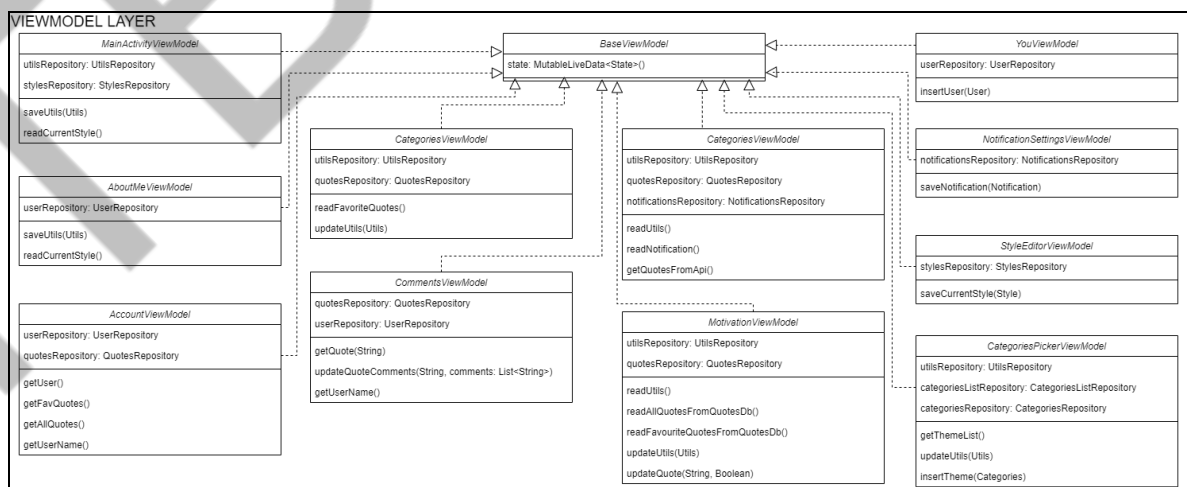 VIEWMODEL LAYER
MainActivityViewModel
utilsRepository: UtilsRepository
stylesRepository: StylesRepository
saveUtils(Utils)
readCurrentStyle()
BaseViewModel
state: MutableLiveData<State>()
YouViewModel
userRepository: UserRepository
insertUser(User)
AboutMeViewModel
userRepository: UserRepository
saveUtils(Utils)
readCurrentStyle()
CategoriesViewModel
utilsRepository: UtilsRepository
quotesRepository: QuotesRepository
readFavoriteQuotes()
updateUtils(Utils)
CategoriesViewModel
utilsRepository: UtilsRepository
quotesRepository: QuotesRepository
notificationsRepository: NotificationsRepository
readUtils()
readNotification()
getQuotesFromApi()
NotificationSettingsViewModel
notificationsRepository: NotificationsRepository
saveNotification(Notification)
StyleEditorViewModel
stylesRepository: StylesRepository
saveCurrentStyle(Style)
AccountViewModel
userRepository: UserRepository
quotesRepository: QuotesRepository
getUser()
getFavQuotes()
getAllQuotes()
getUserName()
CommentsViewModel
quotesRepository: QuotesRepository
userRepository: UserRepository
getQuote(String)
updateQuoteComments(String, comments: List<String>)
getUserName()
MotivationViewModel
utilsRepository: UtilsRepository
quotesRepository: QuotesRepository
readUtils()
readAllQuotesFromQuotesDb()
readFavouriteQuotesFromQuotesDb()
updateUtils(Utils)
updateQuote(String, Boolean)
CategoriesPickerViewModel
utilsRepository: UtilsRepository
categoriesListRepository: CategoriesListRepository
categoriesRepository: CategoriesRepository
getThemeList()
updateUtils(Utils)
insertTheme(Categories)